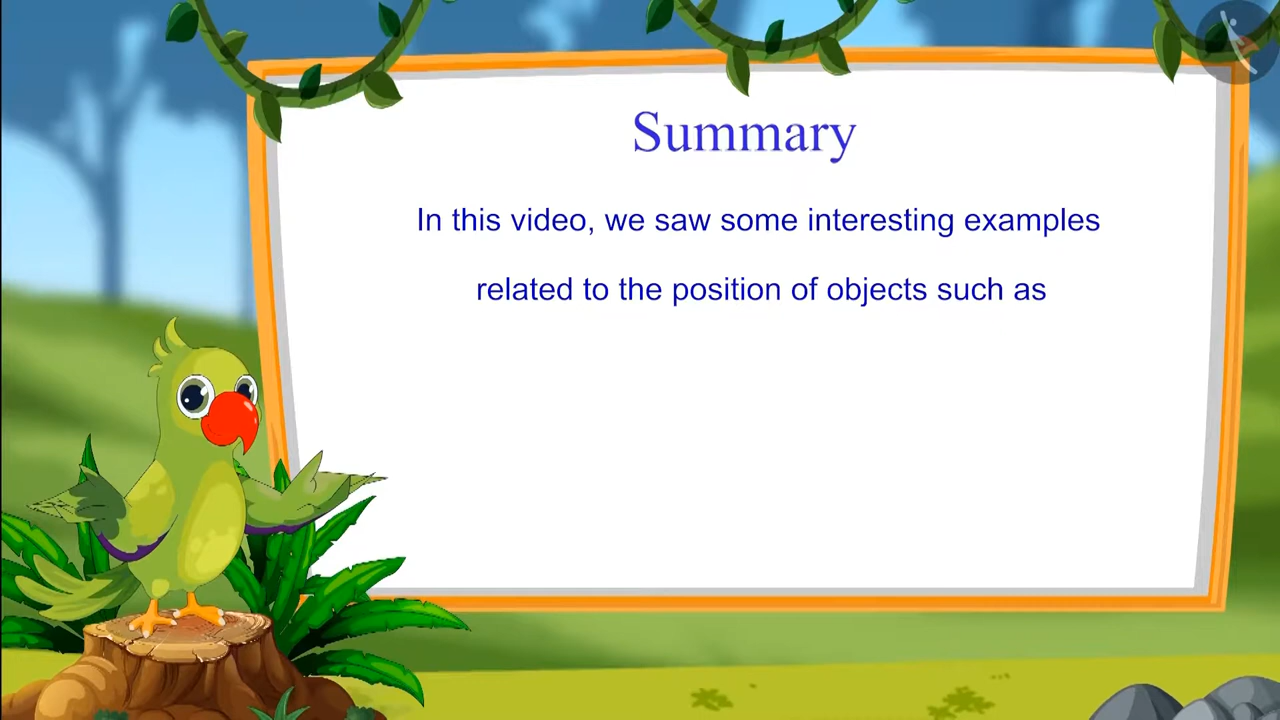 Summary
In this video, we saw some interesting examples
related to the position of objects such as